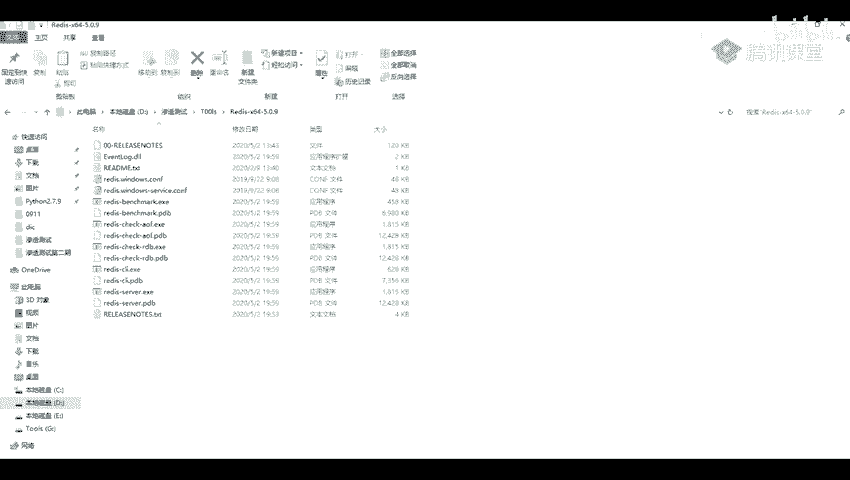 Redis-x64-5.0.9
bilibili
腾讯课堂
主页 共享 查看
固定到快速访问
复制
粘贴
复制路径
粘贴快捷方式
剪切
移动到
复制到
删除
重命名
新建文件夹
新建项目
轻松访问
属性
打开
编辑
历史记录
全部选择
全部取消
反向选择
剪贴板 组织 新建 打开 选择
此电脑 本地磁盘 (D:) 渗透测试 T00ls Redis-x64-5.0.9
搜索"Redis-x64-5.0.9"
名称 修改日期 类型 大小
00-RELEASENOTES 2020/5/2 13:43 文件 129 KB
EventLog.dll 2020/5/2 19:59 应用程序扩展 2 KB
README.txt 文本文档 1 KB
redis.windows.conf 2019/9/22 9:08 CONF 文件 48 KB
redis.windows-service.conf 2019/9/22 9:08 CONF 文件 48 KB
redis-benchmark.exe 2020/5/2 19:59 应用程序 458 KB
redis-benchmark.pdb 2020/5/2 19:59 PDB 文件 6,980 KB
redis-check-aof.exe 2020/5/2 19:59 应用程序 1,815 KB
redis-check-aof.pdb 2020/5/2 19:59 PDB 文件 12,428 KB
redis-check-rdb.exe 2020/5/2 19:59 应用程序 1,815 KB
redis-check-rdb.pdb 2020/5/2 19:59 PDB 文件 12,428 KB
redis-cli.exe 2020/5/2 19:59 应用程序 628 KB
redis-cli.pdb 2020/5/2 19:59 PDB 文件 7,356 KB
redis-server.exe 2020/5/2 19:59 应用程序 1,815 KB
redis-server.pdb 2020/5/2 19:59 PDB 文件 12,428 KB
RELEASENOTES.txt 2020/5/2 19:53 文本文档 4 KB
快速访问
桌面
下载
文档
图片
Python2.7.9
0911
dic
渗透测试
渗透测试第二期
OneDrive
此电脑
3D 对象
视频
图片
文档
下载
音乐
桌面
本地磁盘 (C:)
本地磁盘 (D:)
本地磁盘 (E:)
Tools (G:)
网络